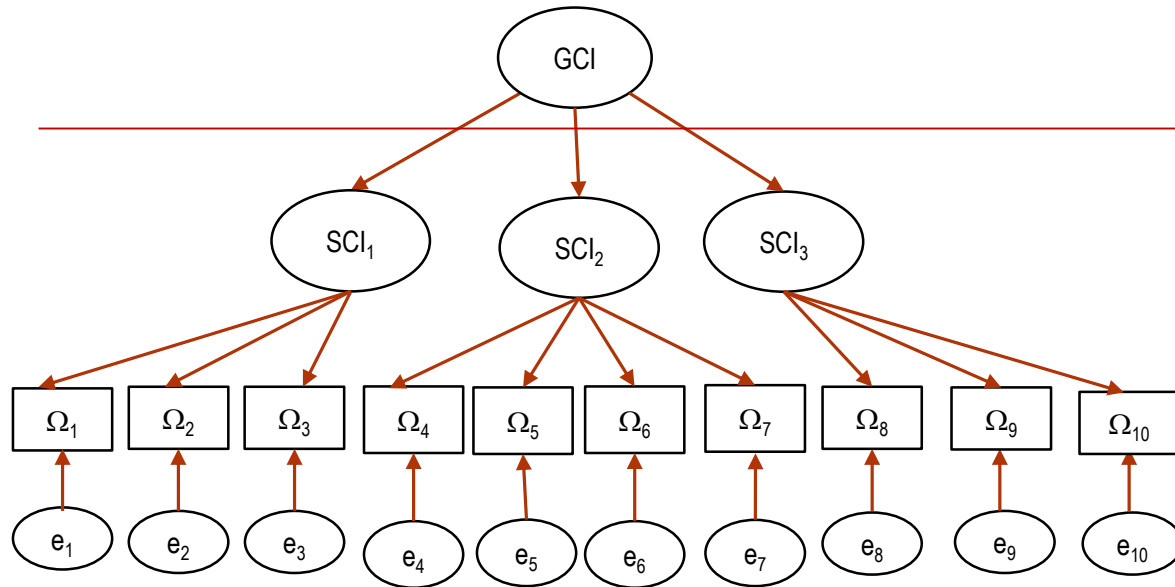 GCI
SCI₁ SCI₂ SCI₃
Ω₁ Ω₂ Ω₃ Ω₄ Ω₅ Ω₆ Ω₇ Ω₈ Ω₉ Ω₁₀
e₁ e₂ e₃ e₄ e₅ e₆ e₇ e₈ e₉ e₁₀